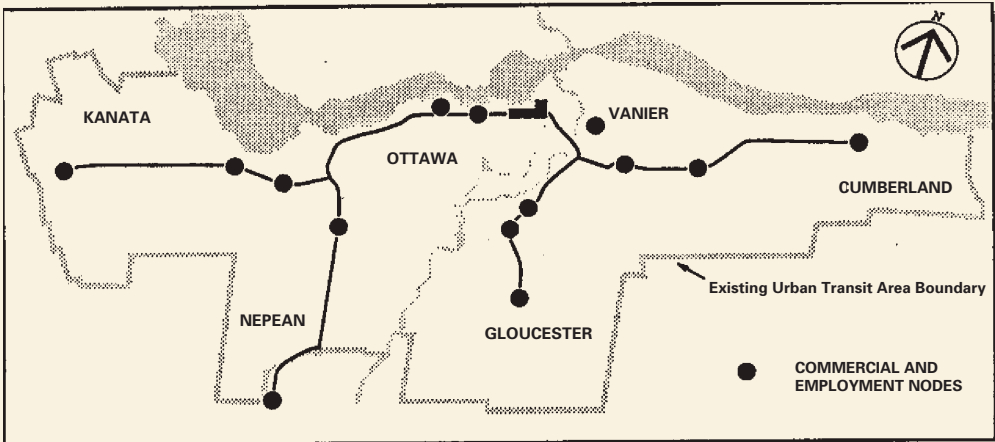 N
KANATA
VANIER
OTTAWA
CUMBERLAND
Existing Urban Transit Area Boundary
NEPEAN
GLOUCESTER
COMMERCIAL AND
EMPLOYMENT NODES